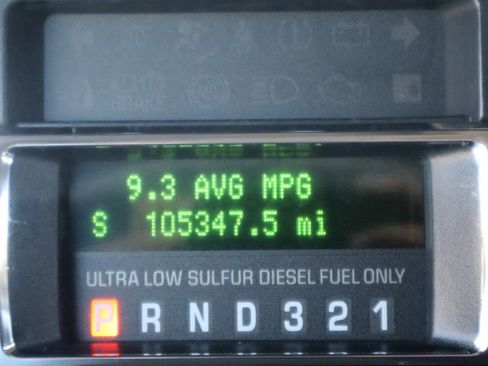 9.3 AVG MPG
S 105347.5 mi
ULTRA LOW SULFUR DIESEL FUEL ONLY
P R N D 3 2 1